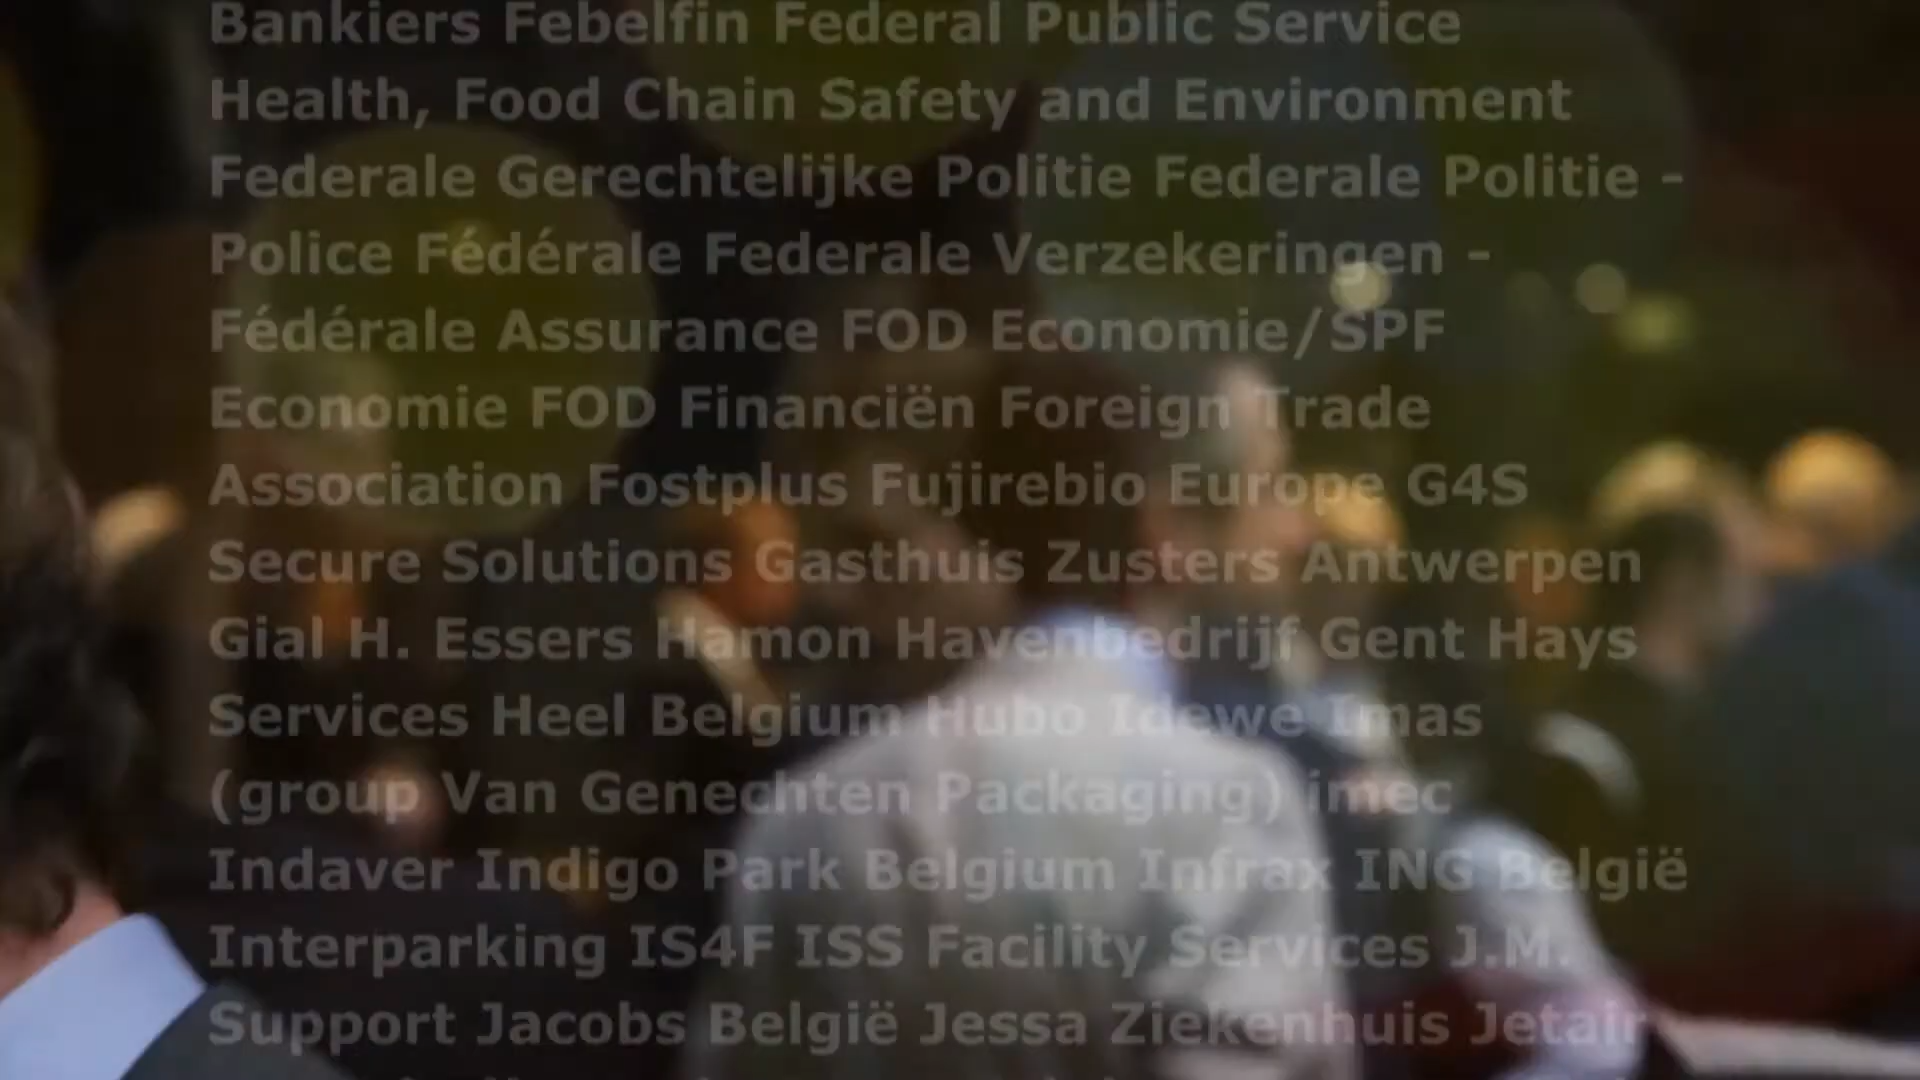 Bankiers Febelfin Federal Public Service
Health, Food Chain Safety and Environment
Federale Gerechtelijke Politie Federale Politie -
Police Fédérale Federale Verzekeringen -
Fédérale Assurance FOD Economie/SPF
Economie FOD Financiën Foreign Trade
Association Fostplus Fujirebio Europe G4S
Secure Solutions Gasthuis Zusters Antwerpen
Gial H. Essers Hamon Havenbedrijf Gent Hays
Services Heel Belgium Hubo Idewe Imas
(group Van Genechten Packaging) imec
Indaver Indigo Park Belgium Infrax ING België
Interparking IS4F ISS Facility Services J.M.
Support Jacobs België Jessa Ziekenhuis Jetair